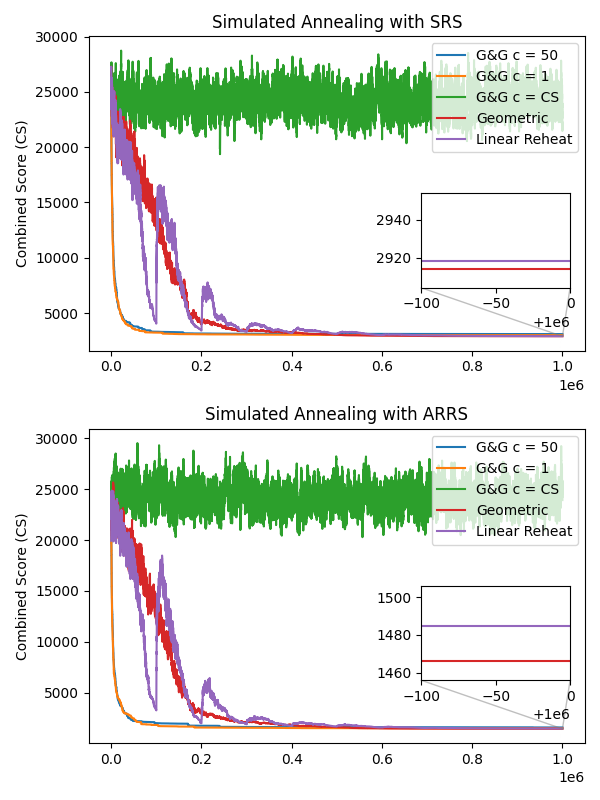 Simulated Annealing with SRS
30000
25000
20000
15000
10000
5000
Combined Score (CS)
G&G c = 50
G&G c = 1
G&G c = CS
Geometric
Linear Reheat
2940
2920
−100 −50 0
+1e6
0.0 0.2 0.4 0.6 0.8 1.0
1e6
Simulated Annealing with ARRS
30000
25000
20000
15000
10000
5000
Combined Score (CS)
G&G c = 50
G&G c = 1
G&G c = CS
Geometric
Linear Reheat
1500
1480
1460
−100 −50 0
+1e6
0.0 0.2 0.4 0.6 0.8 1.0
1e6